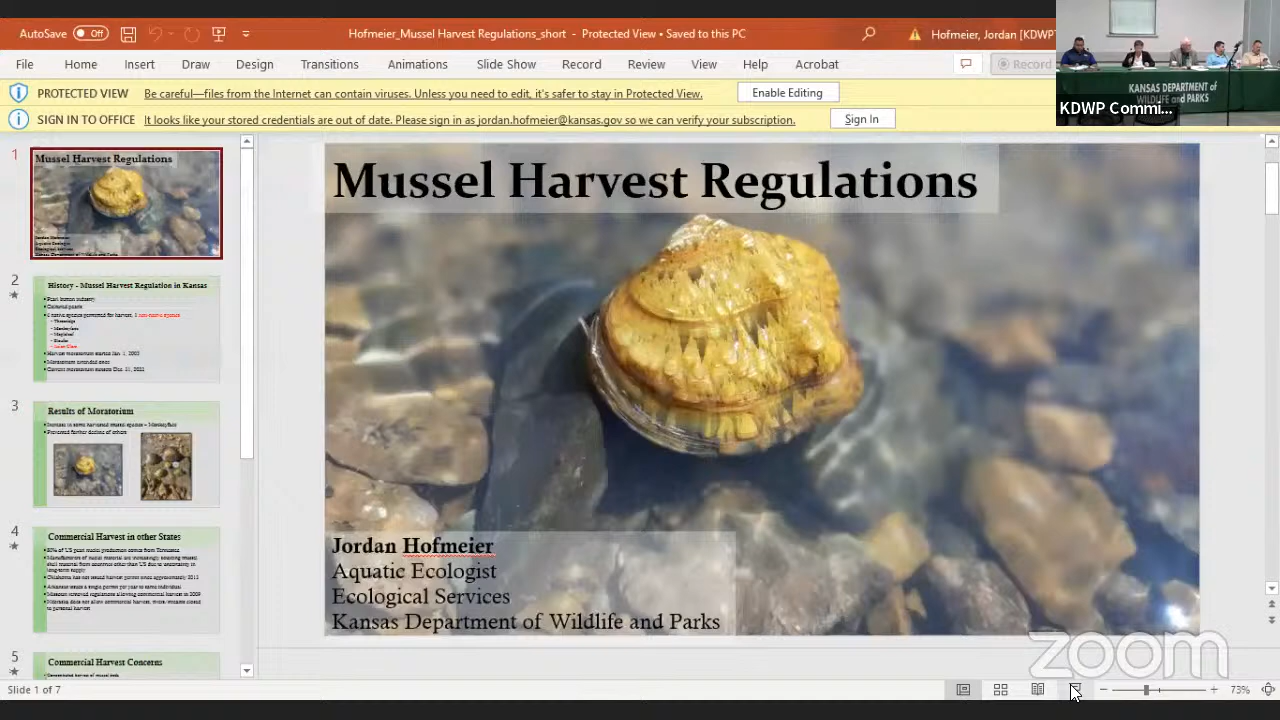 AutoSave Off
Hofmeier_Mussel Harvest Regulations_short - Protected View • Saved to this PC
Hofmeier, Jordan [KDWP
File Home Insert Draw Design Transitions Animations Slide Show Record Review View Help Acrobat
Record
PROTECTED VIEW Be careful—files from the Internet can contain viruses. Unless you need to edit, it's safer to stay in Protected View. Enable Editing
SIGN IN TO OFFICE It looks like your stored credentials are out of date. Please sign in as jordan.hofmeier@kansas.gov so we can verify your subscription. Sign In
KANSAS DEPARTMENT of
WILDLIFE and PARKS
KDWP Commi...
1
Mussel Harvest Regulations
2
History - Mussel Harvest Regulation in Kansas
3
Results of Moratorium
4
Commercial Harvest in other States
5
Commercial Harvest Concerns
Mussel Harvest Regulations
Jordan Hofmeier
Aquatic Ecologist
Ecological Services
Kansas Department of Wildlife and Parks
zoom
Slide 1 of 7
73%